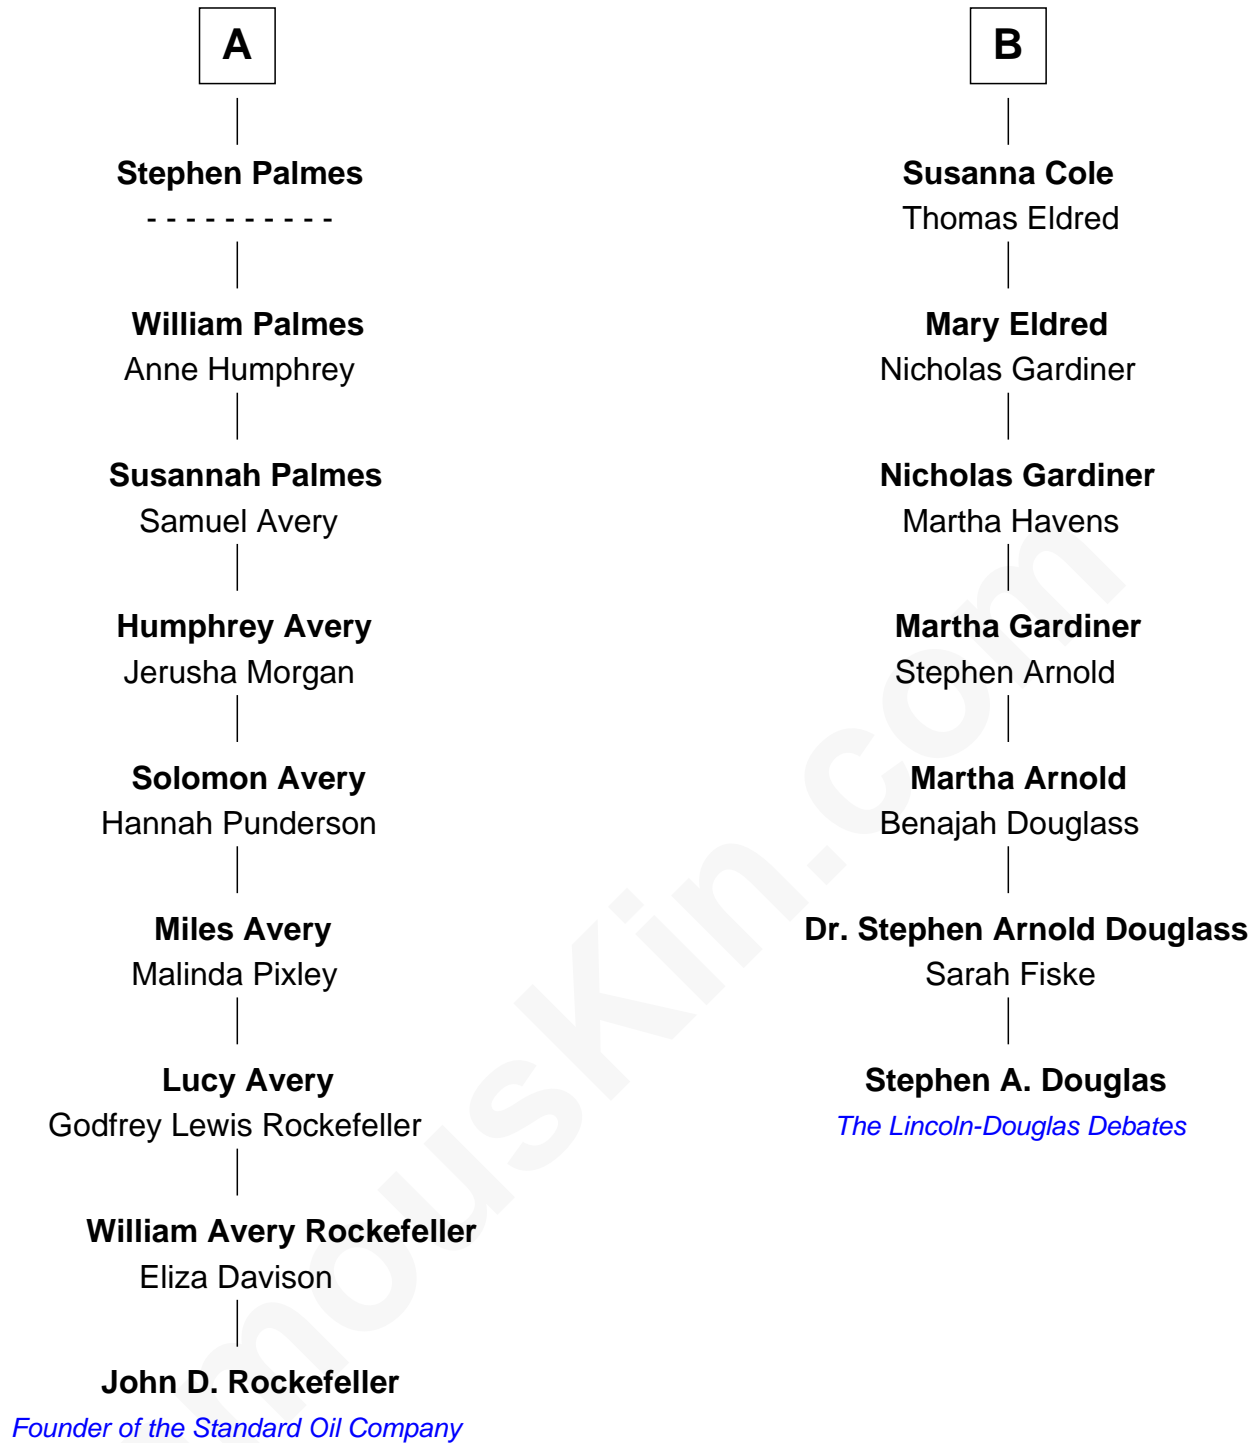 A
Stephen Palmes
- - - - - - - - - -
William Palmes
Anne Humphrey
Susannah Palmes
Samuel Avery
Humphrey Avery
Jerusha Morgan
Solomon Avery
Hannah Punderson
Miles Avery
Malinda Pixley
Lucy Avery
Godfrey Lewis Rockefeller
William Avery Rockefeller
Eliza Davison
John D. Rockefeller
Founder of the Standard Oil Company
B
Susanna Cole
Thomas Eldred
Mary Eldred
Nicholas Gardiner
Nicholas Gardiner
Martha Havens
Martha Gardiner
Stephen Arnold
Martha Arnold
Benajah Douglass
Dr. Stephen Arnold Douglass
Sarah Fiske
Stephen A. Douglas
The Lincoln-Douglas Debates
mousKin.com